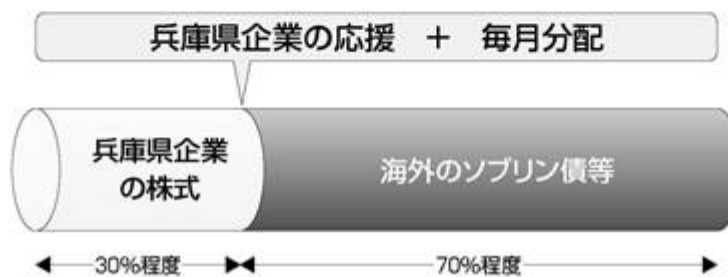 兵庫県企業の応援 + 毎月分配
兵庫県企業
の株式
海外のソブリン債等
30%程度
70%程度